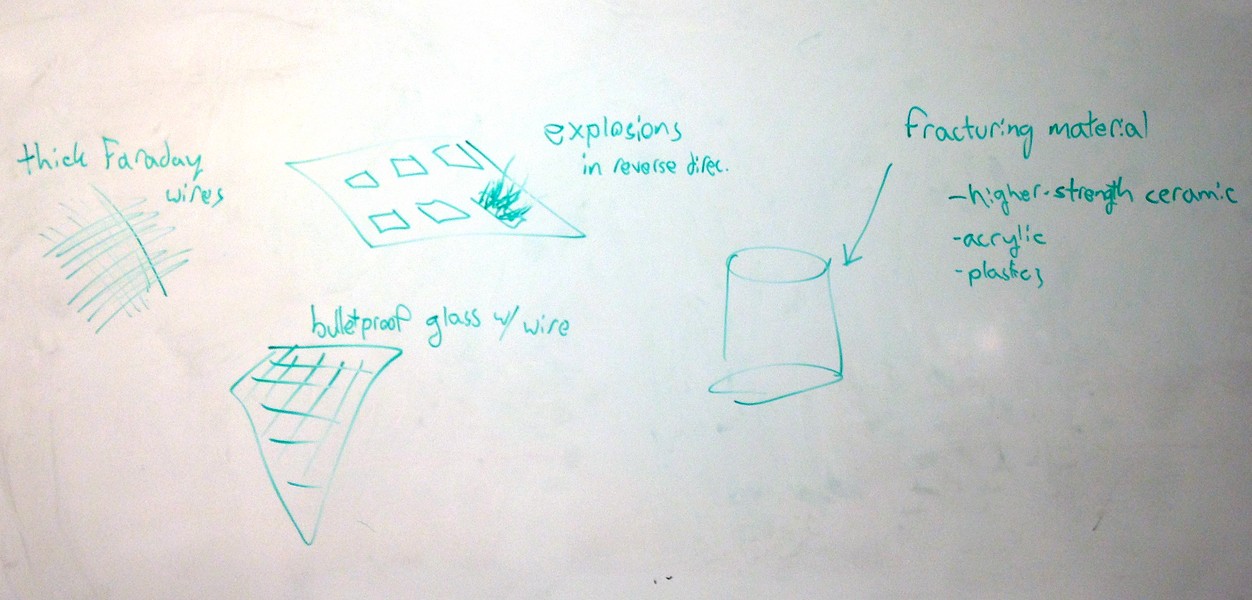 thick Faraday
wires
explosions
in reverse direc.
bulletproof glass w/ wire
fracturing material
-higher-strength ceramic
-acrylic
-plastics